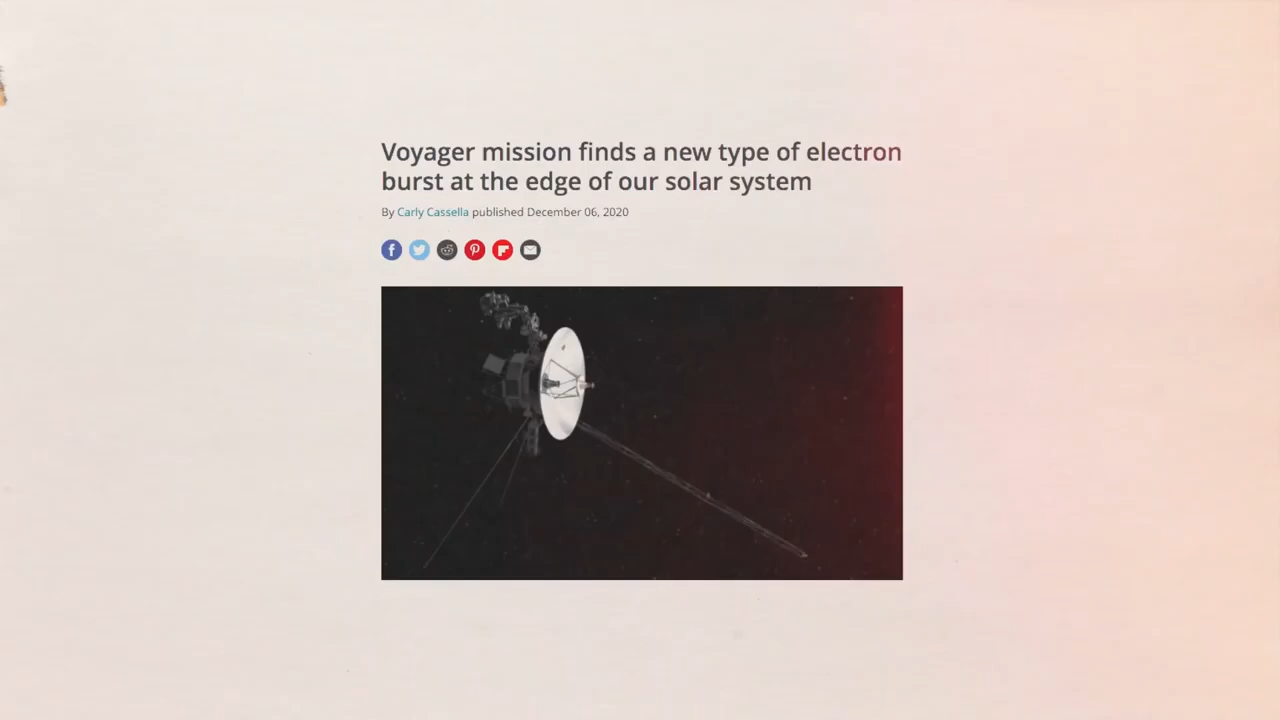 Voyager mission finds a new type of electron
burst at the edge of our solar system
By Carly Cassella published December 06, 2020